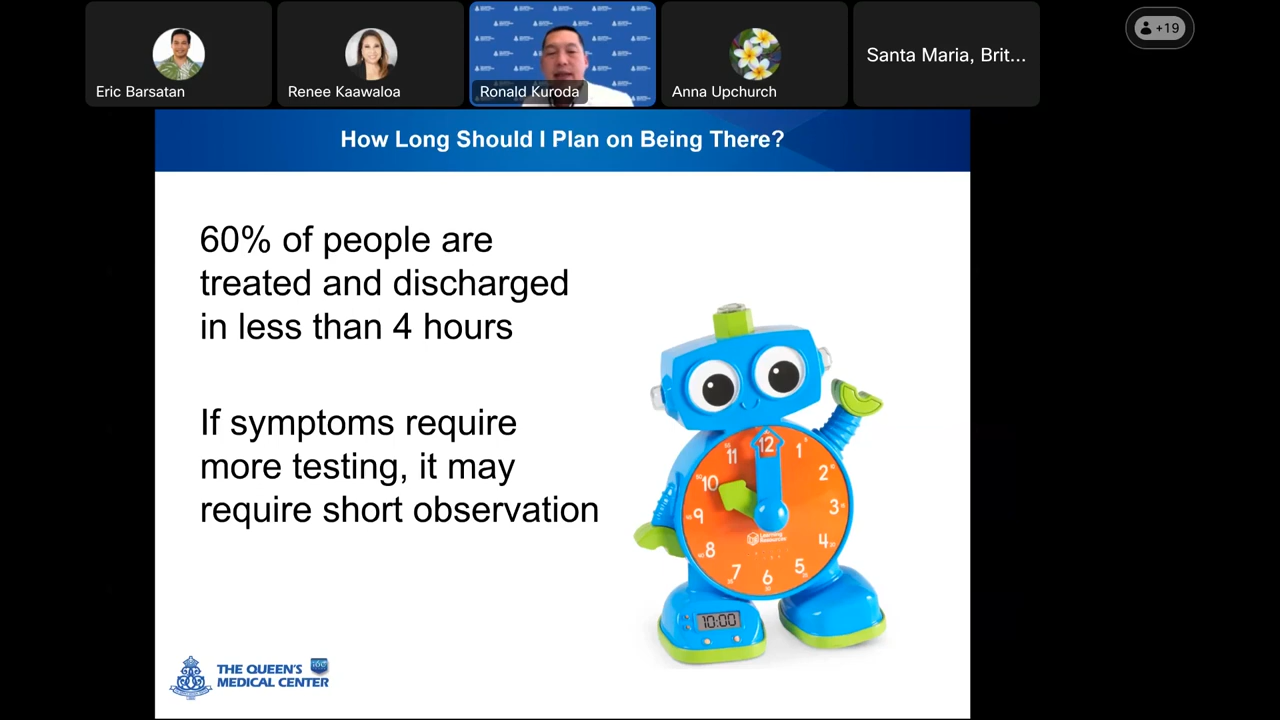 Eric Barsatan
Renee Kaawaloa
Ronald Kuroda
Anna Upchurch
Santa Maria, Brit...
+19
How Long Should I Plan on Being There?
60% of people are
treated and discharged
in less than 4 hours
If symptoms require
more testing, it may
require short observation
12
11
1
10
2
9
3
8
4
7
5
6
Learning
Resources
10:00
THE QUEEN'S
MEDICAL CENTER